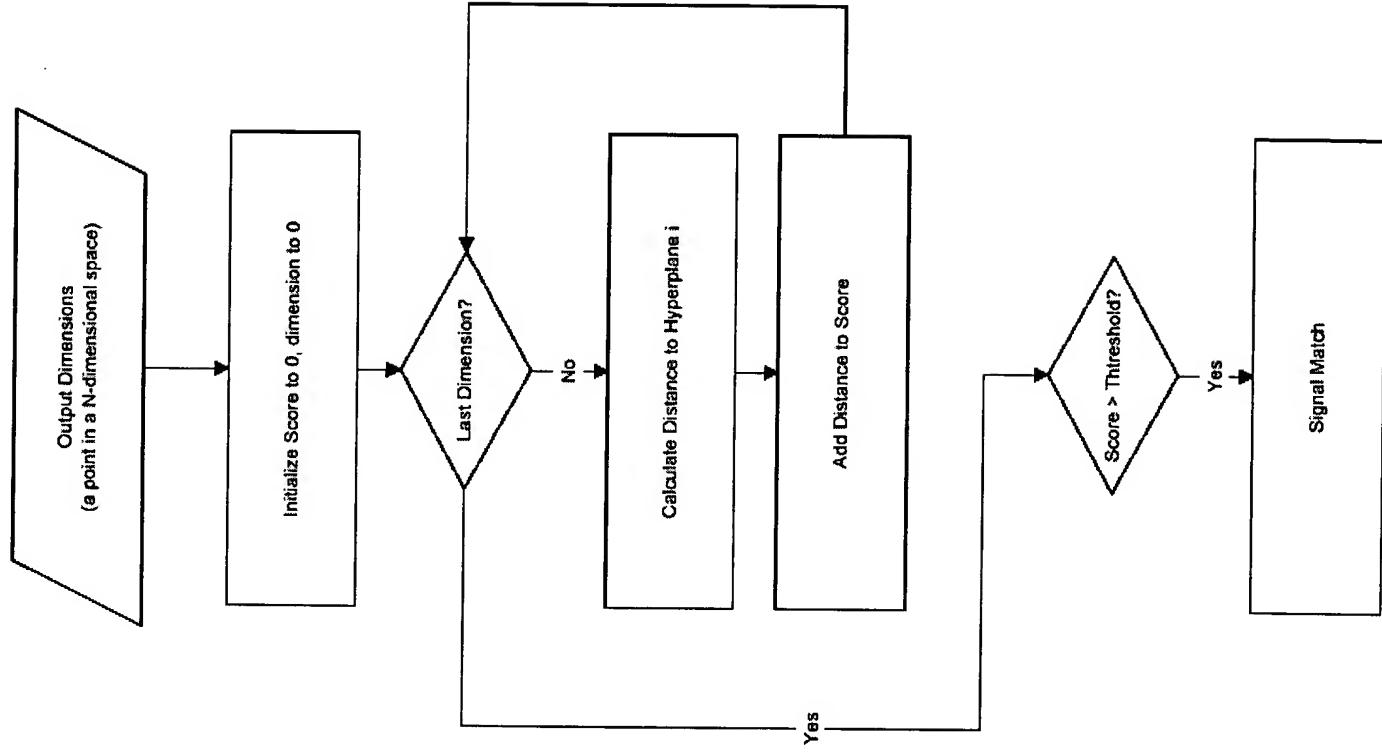 Output Dimensions
(a point in a N-dimensional space)
Initialize Score to 0, dimension to 0
Last Dimension?
No
Calculate Distance to Hyperplane i
Add Distance to Score
Yes
Score > Thtreshold?
Yes
Signal Match